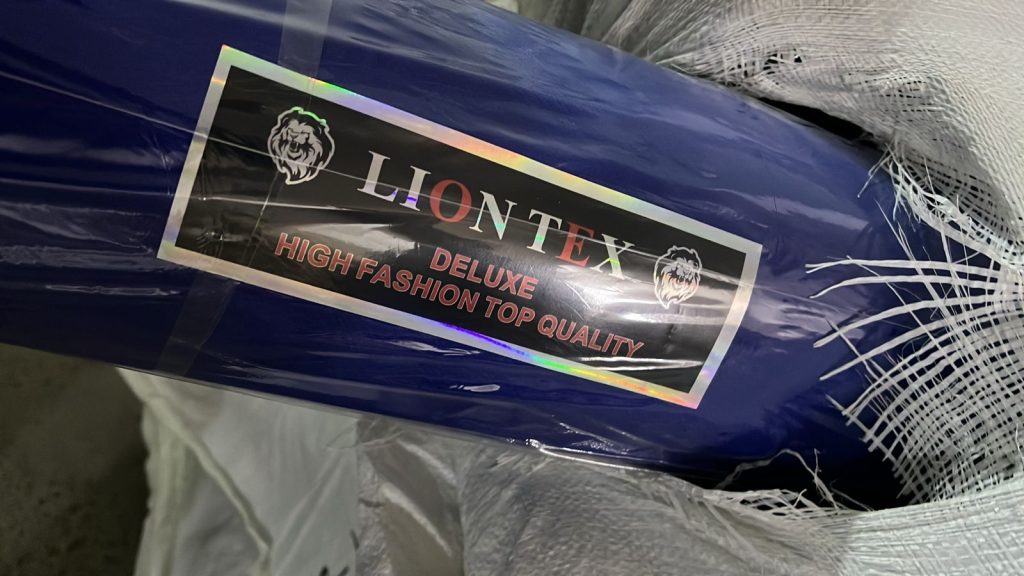 LIONTEX
DELUXE
HIGH FASHION TOP QUALITY